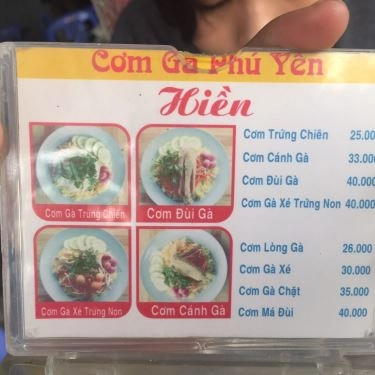 Cơm Gà Phú Yên
Hiền
Cơm Gà Trứng Chiên
Cơm Đùi Gà
Cơm Gà Xé Trứng Non
Cơm Cánh Gà
Cơm Trứng Chiên 25.000
Cơm Cánh Gà 33.000
Cơm Đùi Gà 40.000
Cơm Gà Xé Trứng Non 40.000
Cơm Lòng Gà 26.000
Cơm Gà Xé 30.000
Cơm Gà Chặt 35.000
Cơm Má Đùi 40.000